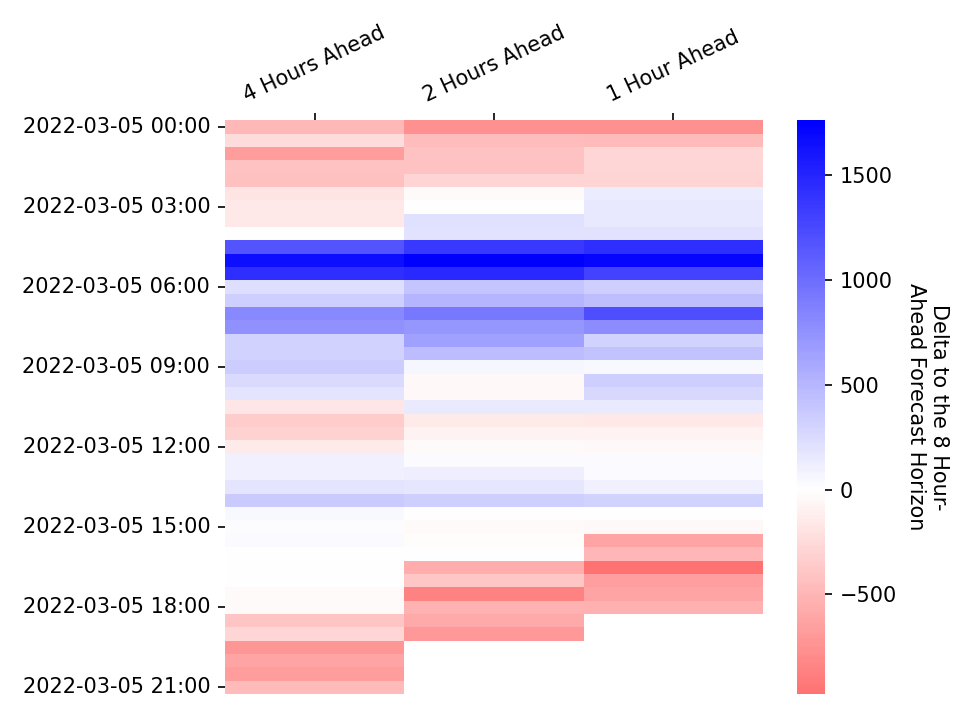 4 Hours Ahead
2 Hours Ahead
1 Hour Ahead
2022-03-05 00:00
2022-03-05 03:00
2022-03-05 06:00
2022-03-05 09:00
2022-03-05 12:00
2022-03-05 15:00
2022-03-05 18:00
2022-03-05 21:00
1500
1000
500
0
−500
Delta to the 8 Hour-
Ahead Forecast Horizon